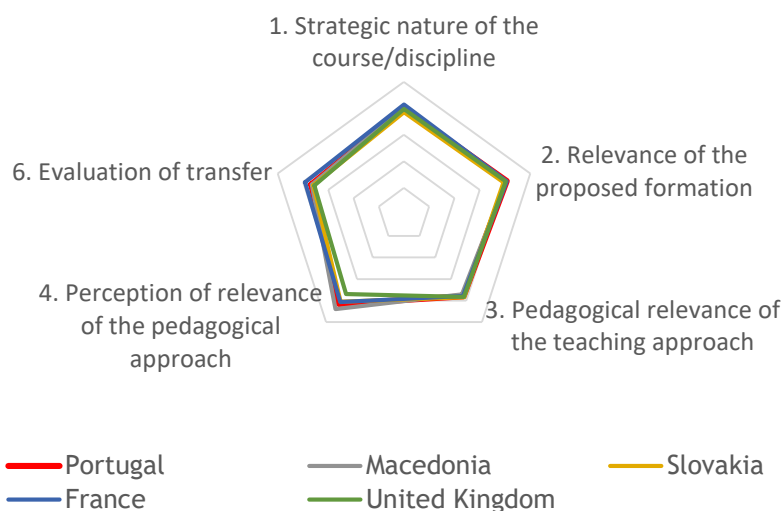 1. Strategic nature of the
course/discipline
2. Relevance of the
proposed formation
3. Pedagogical relevance of
the teaching approach
4. Perception of relevance
of the pedagogical
approach
6. Evaluation of transfer
Portugal
Macedonia
Slovakia
France
United Kingdom